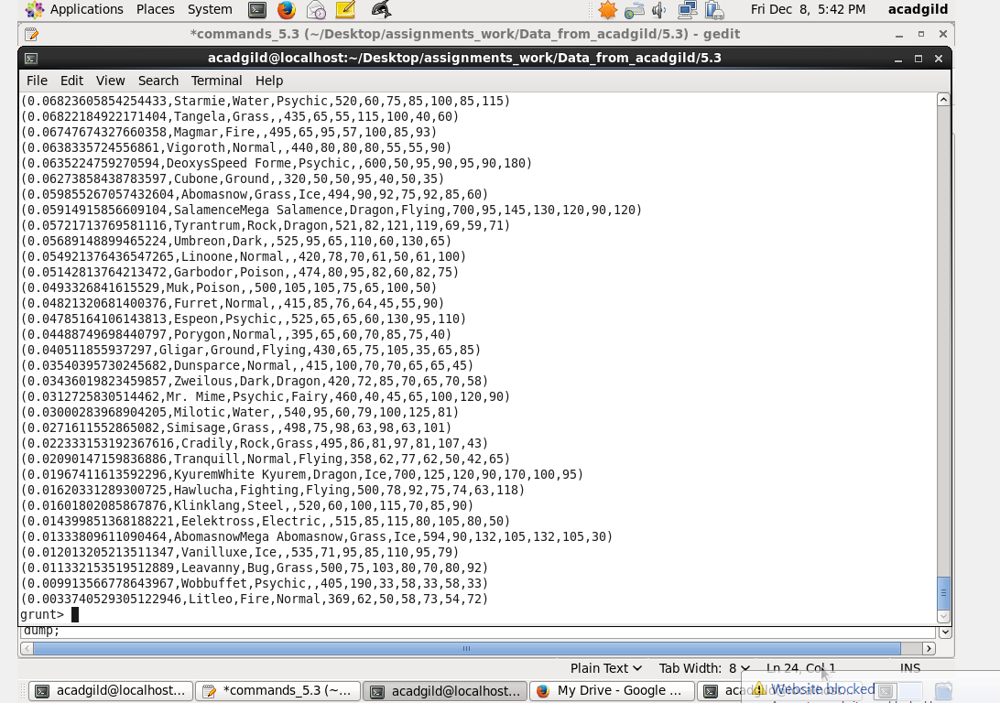 Applications Places System Fri Dec 8, 5:42 PM acadgild
*commands_5.3 (~/Desktop/assignments_work/Data_from_acadgild/5.3) - gedit
acadgild@localhost:~/Desktop/assignments_work/Data_from_acadgild/5.3
File Edit View Search Terminal Help
(0.06823605854254433,Starmie,Water,Psychic,520,60,75,85,100,85,115)
(0.06822184922171404,Tangela,Grass,,435,65,55,115,100,40,60)
(0.06747674327660358,Magmar,Fire,,495,65,95,57,100,85,93)
(0.0638335724556861,Vigoroth,Normal,,440,80,80,80,55,55,90)
(0.0635224759270594,DeoxysSpeed Forme,Psychic,,600,50,95,90,95,90,180)
(0.06273858438783597,Cubone,Ground,,320,50,50,95,40,50,35)
(0.059855267057432604,Abomasnow,Grass,Ice,494,90,92,75,92,85,60)
(0.05914915856609104,SalamenceMega Salamence,Dragon,Flying,700,95,145,130,120,90,120)
(0.05721713769581116,Tyrantrum,Rock,Dragon,521,82,121,119,69,59,71)
(0.05689148899465224,Umbreon,Dark,,525,95,65,110,60,130,65)
(0.054921376436547265,Linoone,Normal,,420,78,70,61,50,61,100)
(0.05142813764213472,Garbodor,Poison,,474,80,95,82,60,82,75)
(0.0493326841615529,Muk,Poison,,500,105,105,75,65,100,50)
(0.04821320681400376,Furret,Normal,,415,85,76,64,45,55,90)
(0.04785164106143813,Espeon,Psychic,,525,65,65,60,130,95,110)
(0.04488749698440797,Porygon,Normal,,395,65,60,70,85,75,40)
(0.040511855937297,Gligar,Ground,Flying,430,65,75,105,35,65,85)
(0.03540395730245682,Dunsparce,Normal,,415,100,70,70,65,65,45)
(0.03436019823459857,Zweilous,Dark,Dragon,420,72,85,70,65,70,58)
(0.0312725830514462,Mr. Mime,Psychic,Fairy,460,40,45,65,100,120,90)
(0.03000283968904205,Milotic,Water,,540,95,60,79,100,125,81)
(0.0271611552865082,Simisage,Grass,,498,75,98,63,98,63,101)
(0.022333153192367616,Cradily,Rock,Grass,495,86,81,97,81,107,43)
(0.02090147159836886,Tranquill,Normal,Flying,358,62,77,62,50,42,65)
(0.01967411613592296,KyuremWhite Kyurem,Dragon,Ice,700,125,120,90,170,100,95)
(0.01620331289300725,Hawlucha,Fighting,Flying,500,78,92,75,74,63,118)
(0.01601802085867876,Klinklang,Steel,,520,60,100,115,70,85,90)
(0.014399851368188221,Eelektross,Electric,,515,85,115,80,105,80,50)
(0.01333809611090464,AbomasnowMega Abomasnow,Grass,Ice,594,90,132,105,132,105,30)
(0.012013205213511347,Vanilluxe,Ice,,535,71,95,85,110,95,79)
(0.011332153519512889,Leavanny,Bug,Grass,500,75,103,80,70,80,92)
(0.009913566778643967,Wobbuffet,Psychic,,405,190,33,58,33,58,33)
(0.0033740529305122946,Litleo,Fire,Normal,369,62,50,58,73,54,72)
grunt>
dump;
Plain Text Tab Width: 8 Ln 24, Col 1 INS
acadgild@localhost... *commands_5.3 (~/... acadgild@localhost... My Drive - Google ... Website blocked